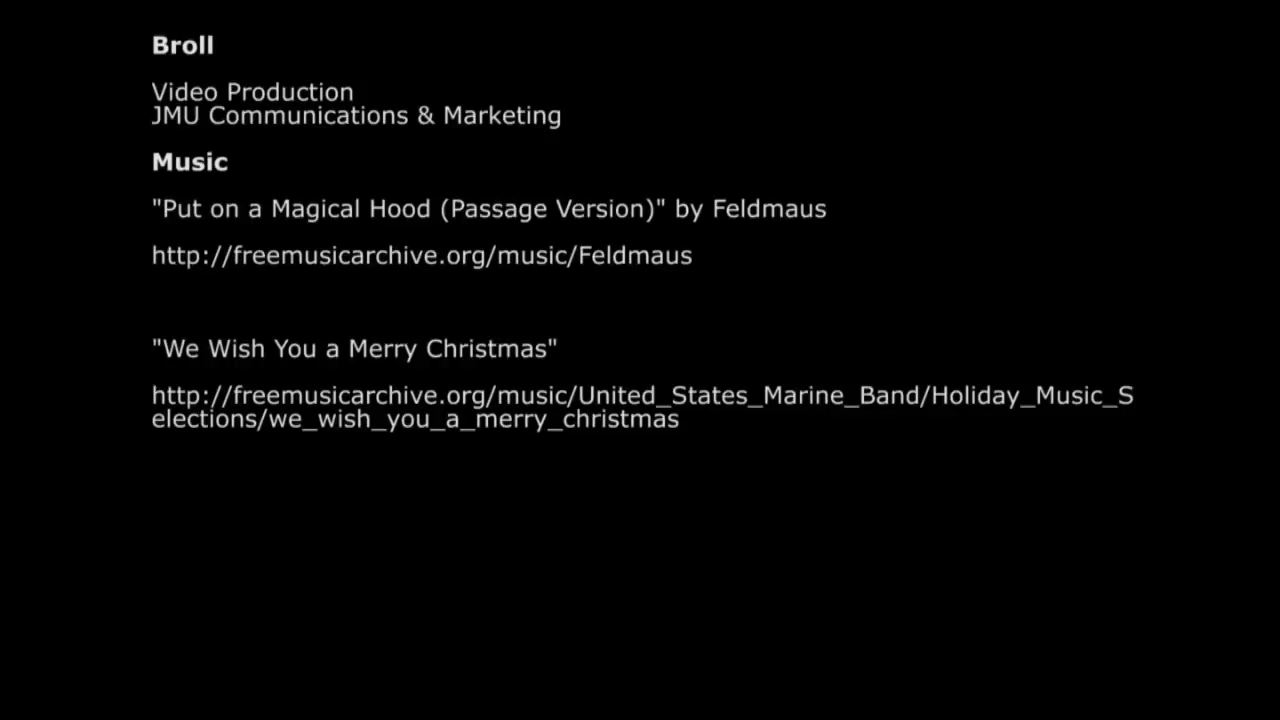 Broll
Video Production
JMU Communications & Marketing
Music
"Put on a Magical Hood (Passage Version)" by Feldmaus
http://freemusicarchive.org/music/Feldmaus
"We Wish You a Merry Christmas"
http://freemusicarchive.org/music/United_States_Marine_Band/Holiday_Music_S
elections/we_wish_you_a_merry_christmas